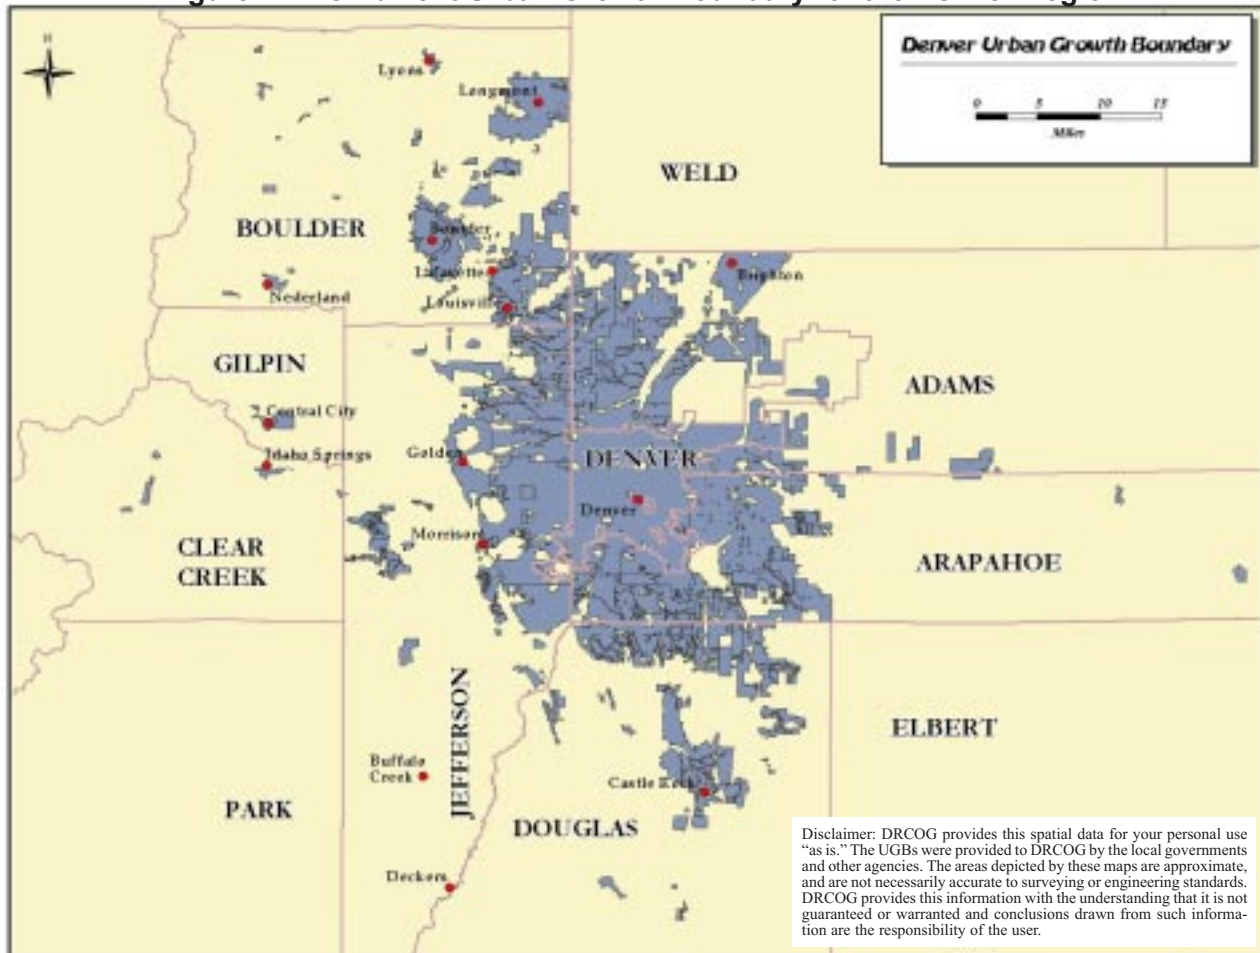 Denver Urban Growth Boundary
0 5 10 15
Miles
N
Lyons
Longmont
WELD
BOULDER
Boulder
Lafayette
Nederland
Louisville
Brighton
GILPIN
ADAMS
Central City
Idaho Springs
Golden
DENVER
Denver
Morrison
CLEAR
CREEK
ARAPAHOE
JEFFERSON
ELBERT
Buffalo
Creek
Castle Rock
PARK
DOUGLAS
Deckers
Disclaimer: DRCOG provides this spatial data for your personal use
“as is.” The UGBs were provided to DRCOG by the local governments
and other agencies. The areas depicted by these maps are approximate,
and are not necessarily accurate to surveying or engineering standards.
DRCOG provides this information with the understanding that it is not
guaranteed or warranted and conclusions drawn from such informa-
tion are the responsibility of the user.